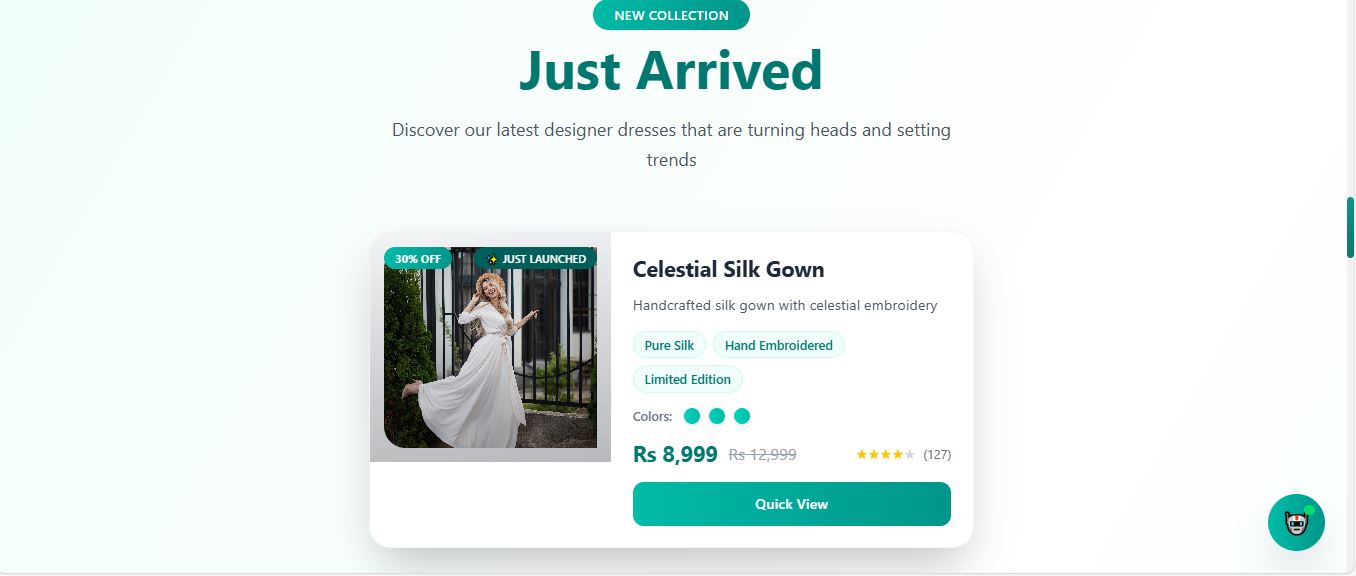 NEW COLLECTION
Just Arrived
Discover our latest designer dresses that are turning heads and setting
trends
30% OFF
✨ JUST LAUNCHED
Celestial Silk Gown
Handcrafted silk gown with celestial embroidery
Pure Silk
Hand Embroidered
Limited Edition
Colors:
Rs 8,999 Rs 12,999 ★★★★★ (127)
Quick View